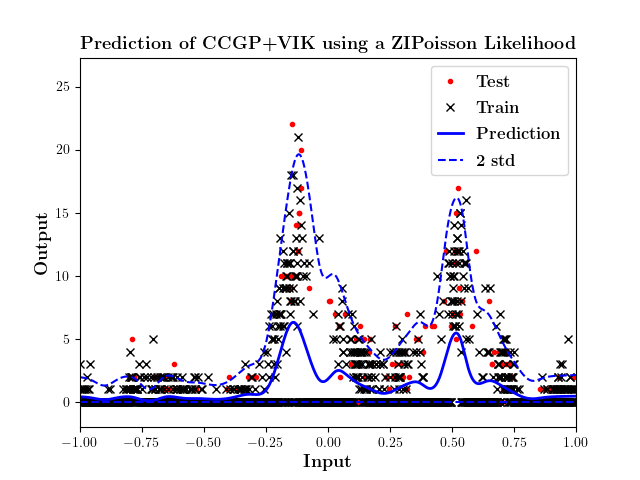 Prediction of CCGP+VIK using a ZIPoisson Likelihood
Test
Train
Prediction
2 std
25
20
15
10
5
0
Output
−1.00 −0.75 −0.50 −0.25 0.00 0.25 0.50 0.75 1.00
Input